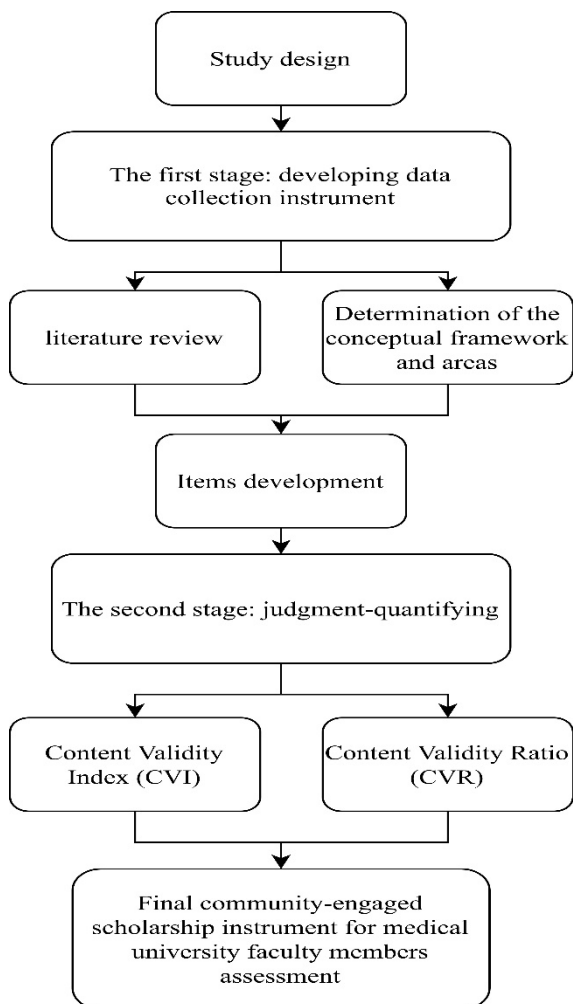 Study design
The first stage: developing data
collection instrument
literature review
Determination of the
conceptual framework
and areas
Items development
The second stage: judgment-quantifying
Content Validity
Index (CVI)
Content Validity Ratio
(CVR)
Final community-engaged
scholarship instrument for medical
university faculty members
assessment